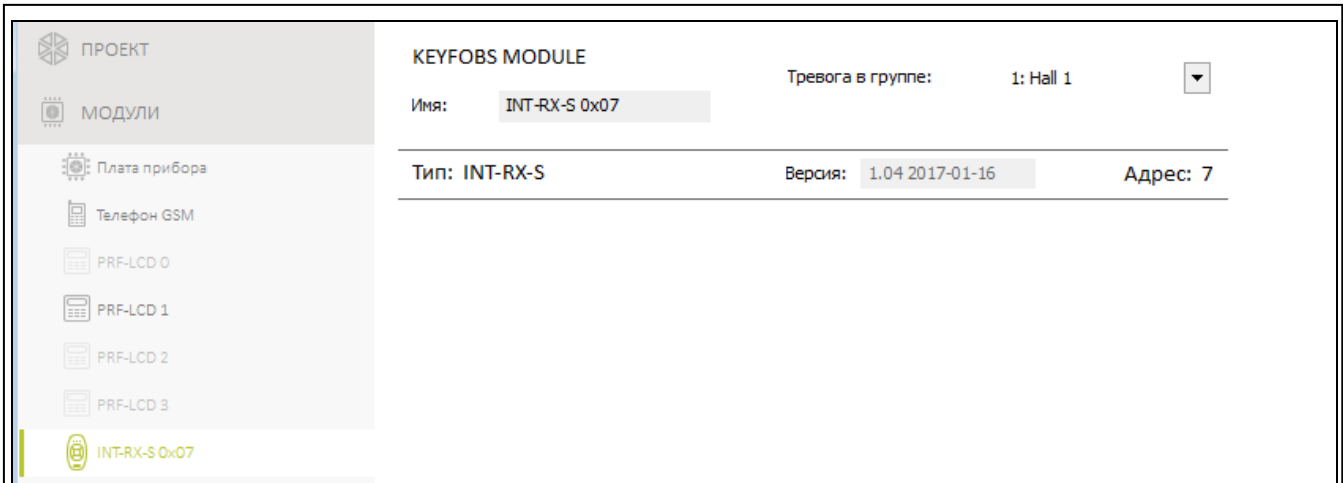 ПРОЕКТ
МОДУЛИ
Плата прибора
Телефон GSM
PRF-LCD 0
PRF-LCD 1
PRF-LCD 2
PRF-LCD 3
INT-RX-S 0x07
KEYFOBS MODULE
Тревога в группе: 1: Hall 1
Имя: INT-RX-S 0x07
Тип: INT-RX-S Версия: 1.04 2017-01-16 Адрес: 7